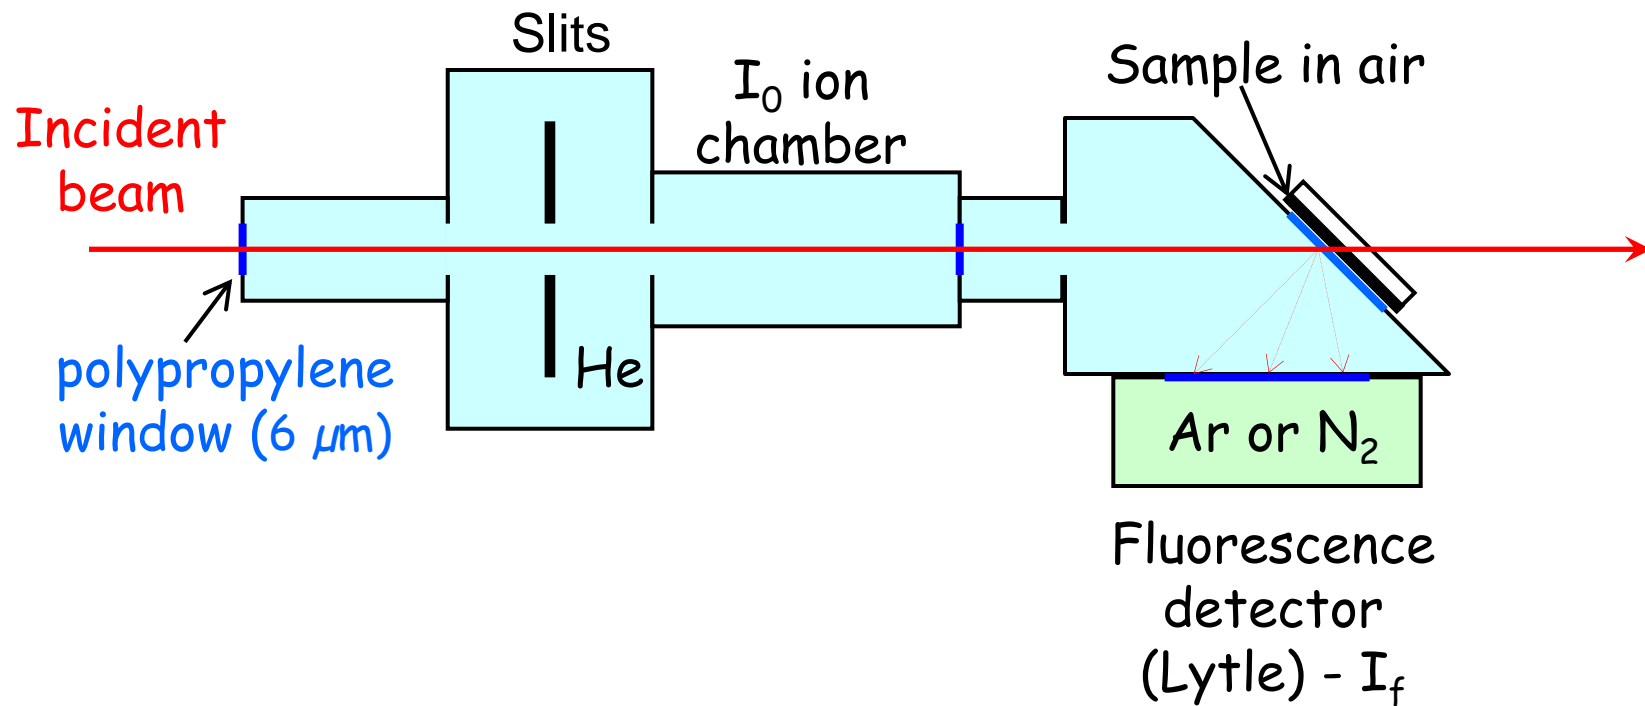 Slits
I₀ ion
chamber
Sample in air
Incident
beam
He
polypropylene
window (6 μm)
Ar or N₂
Fluorescence
detector
(Lytle) - I_f